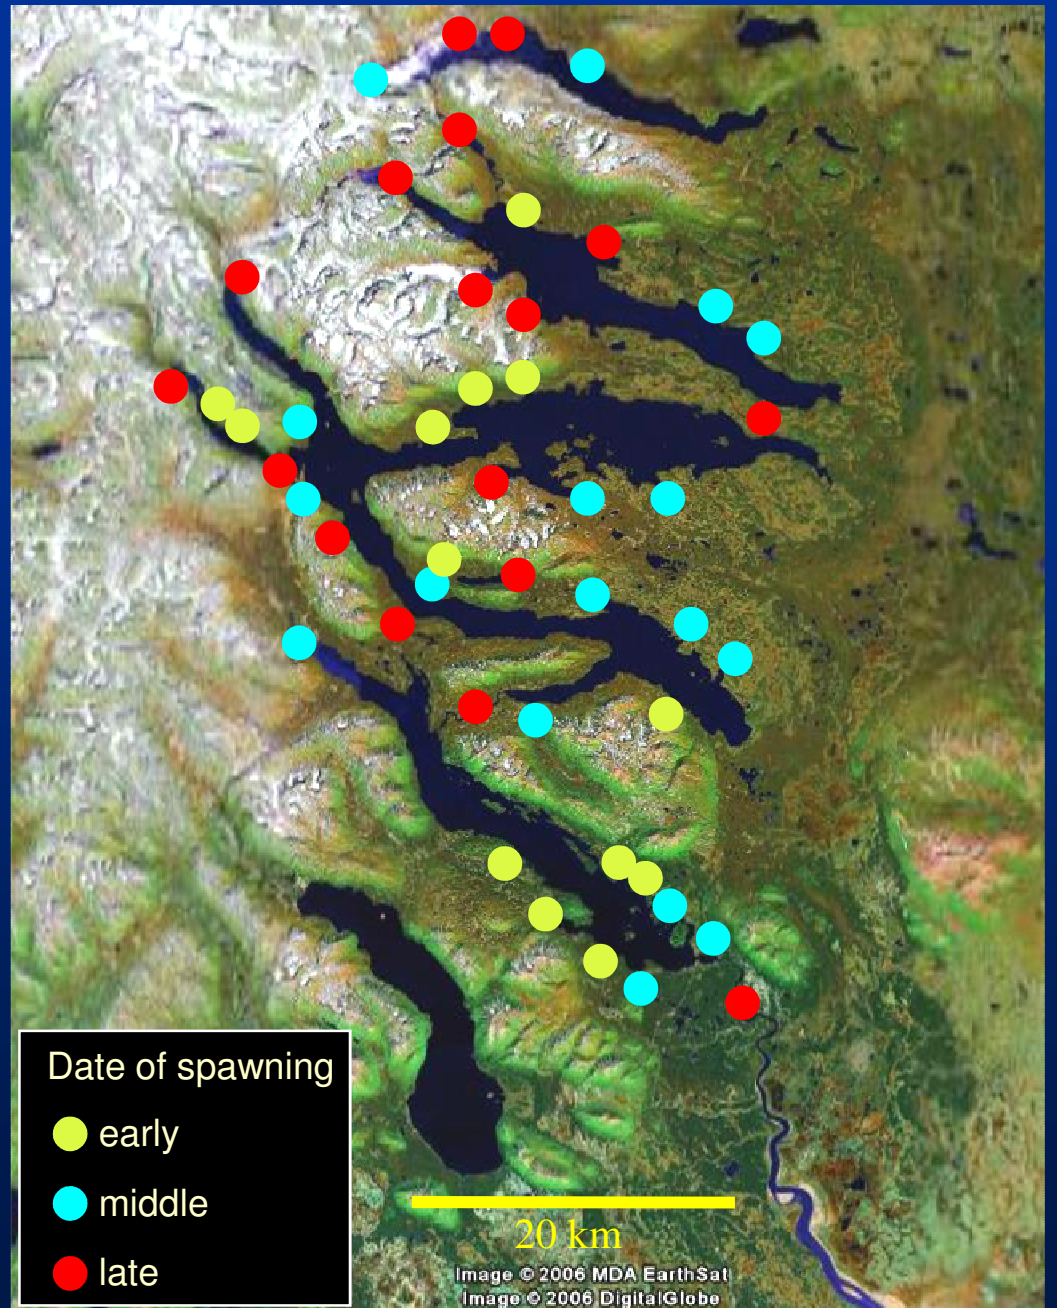 Date of spawning
early
middle
late
20 km
Image © 2006 MDA EarthSat
Image © 2006 DigitalGlobe